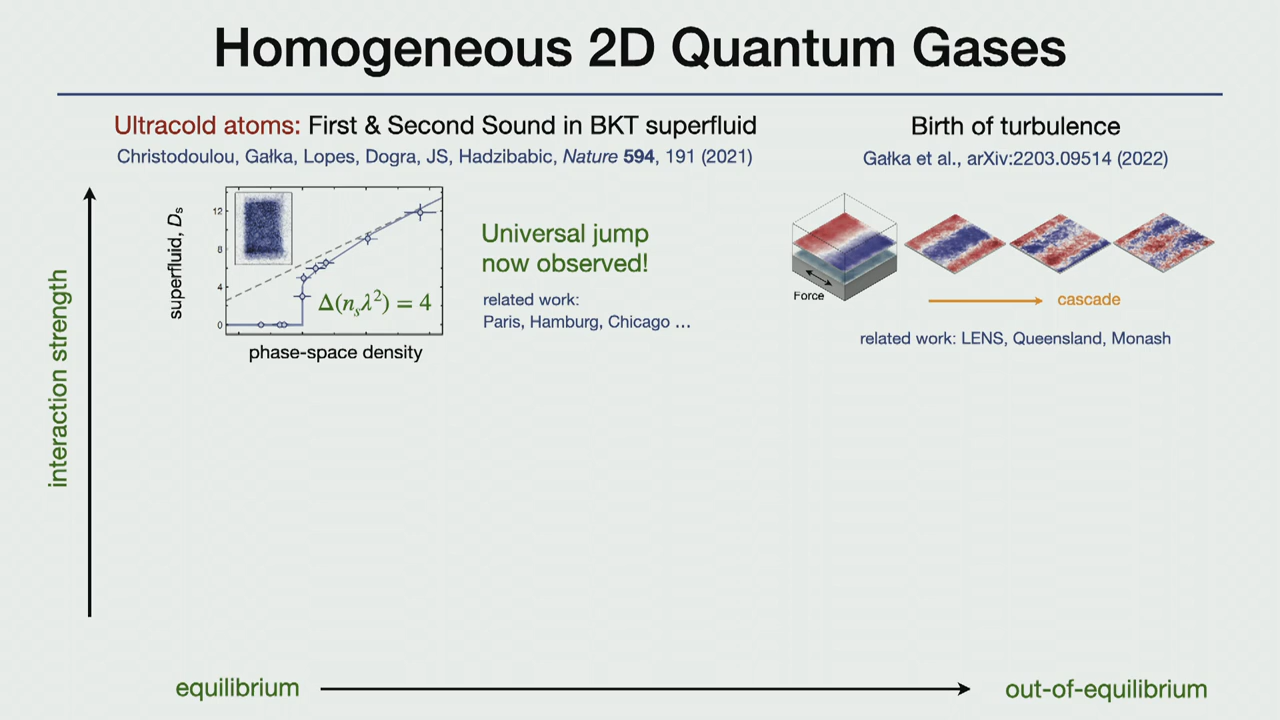 Homogeneous 2D Quantum Gases
Ultracold atoms: First & Second Sound in BKT superfluid
Christodoulou, Gałka, Lopes, Dogra, JS, Hadzibabic, Nature 594, 191 (2021)
Birth of turbulence
Gałka et al., arXiv:2203.09514 (2022)
interaction strength
superfluid, Ds
12
8
4
0
Δ(nₛλ²) = 4
phase-space density
Universal jump
now observed!
related work:
Paris, Hamburg, Chicago ...
Force
cascade
related work: LENS, Queensland, Monash
equilibrium
out-of-equilibrium